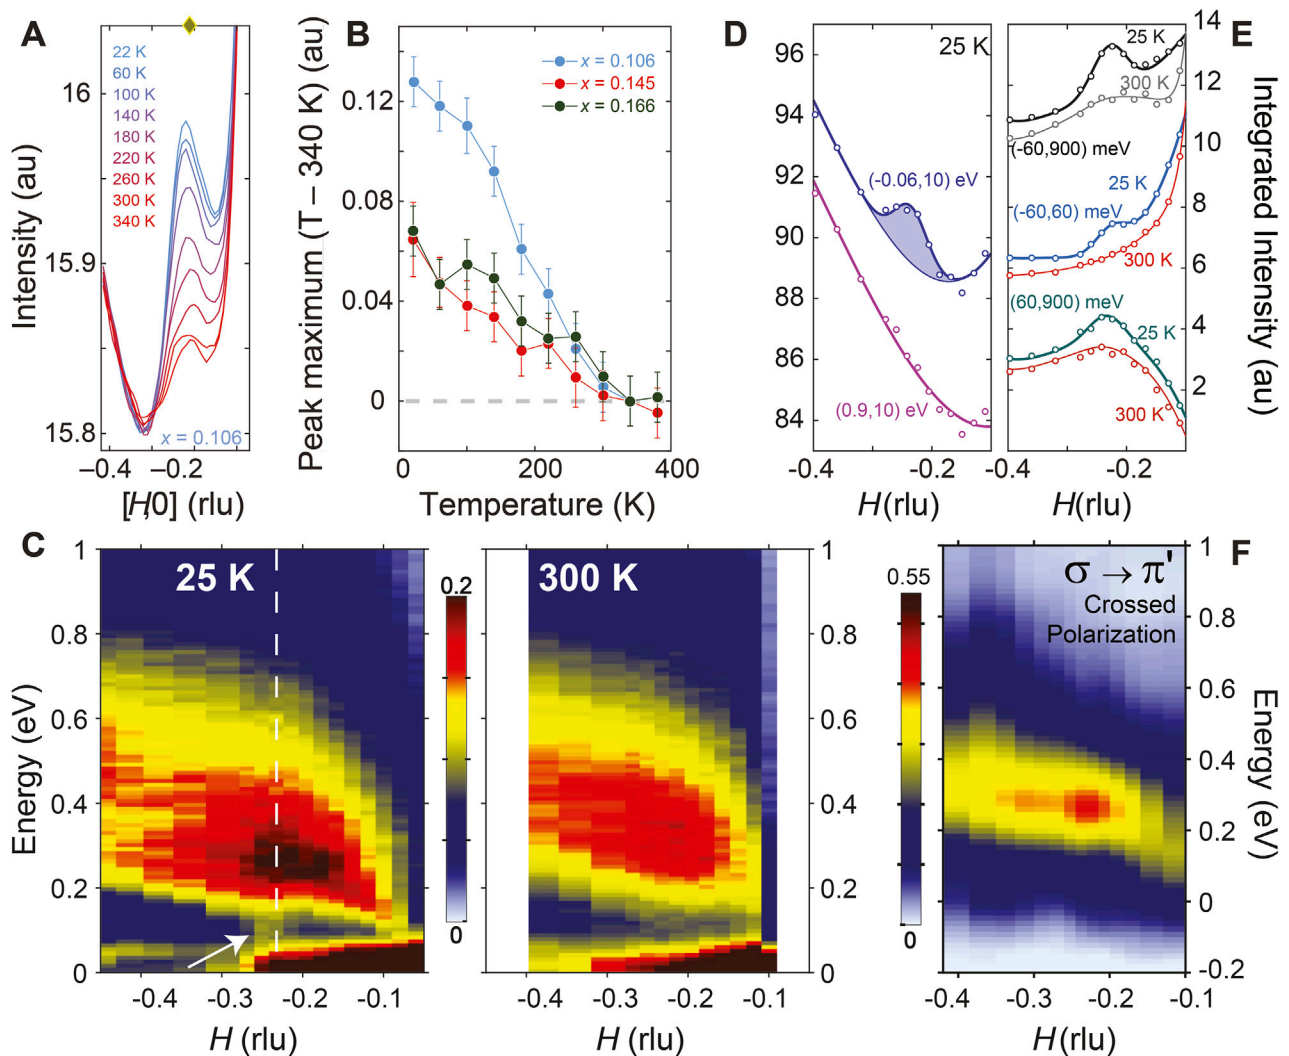 A
Intensity (au)
16
15.9
15.8
22 K
60 K
100 K
140 K
180 K
220 K
260 K
300 K
340 K
x = 0.106
−0.4
−0.2
0
[H,0] (rlu)
B
Peak maximum (T – 340 K) (au)
0.12
0.08
0.04
0
x = 0.106
x = 0.145
x = 0.166
0
200
400
Temperature (K)
D
25 K
96
94
92
90
88
86
84
(-0.06,10) eV
(0.9,10) eV
-0.4
-0.2
H(rlu)
E
14
12
10
8
6
4
2
Integrated Intensity (au)
25 K
300 K
(-60,900) meV
25 K
(-60,60) meV
300 K
(60,900) meV
25 K
300 K
-0.4
-0.2
H(rlu)
C
Energy (eV)
1
0.8
0.6
0.4
0.2
0
25 K
-0.4
-0.3
-0.2
-0.1
H (rlu)
0.2
0
300 K
1
0.8
0.6
0.4
0.2
0
-0.4
-0.3
-0.2
-0.1
H (rlu)
0.55
0
F
σ → π'
Crossed
Polarization
1
0.8
0.6
0.4
0.2
0
-0.2
Energy (eV)
-0.4
-0.3
-0.2
-0.1
H(rlu)